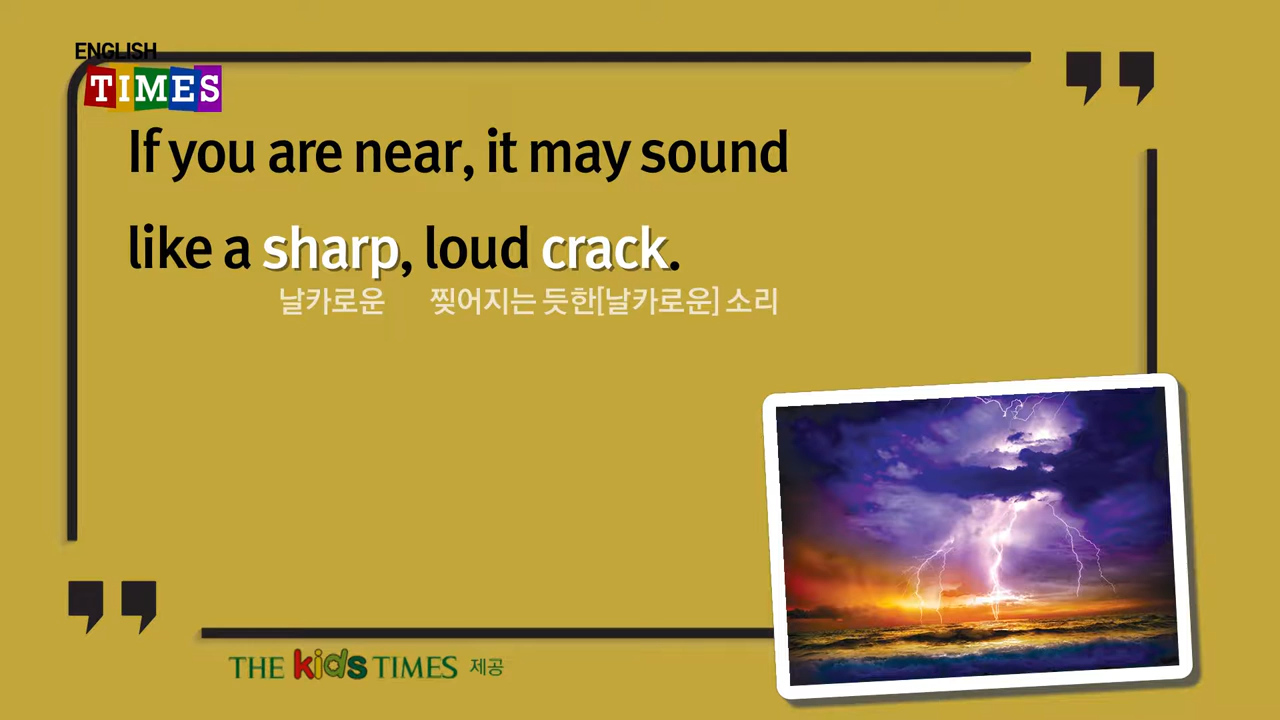 ENGLISH
TIMES
If you are near, it may sound
like a sharp, loud crack.
날카로운 찢어지는 듯한[날카로운] 소리
THE kids TIMES 제공